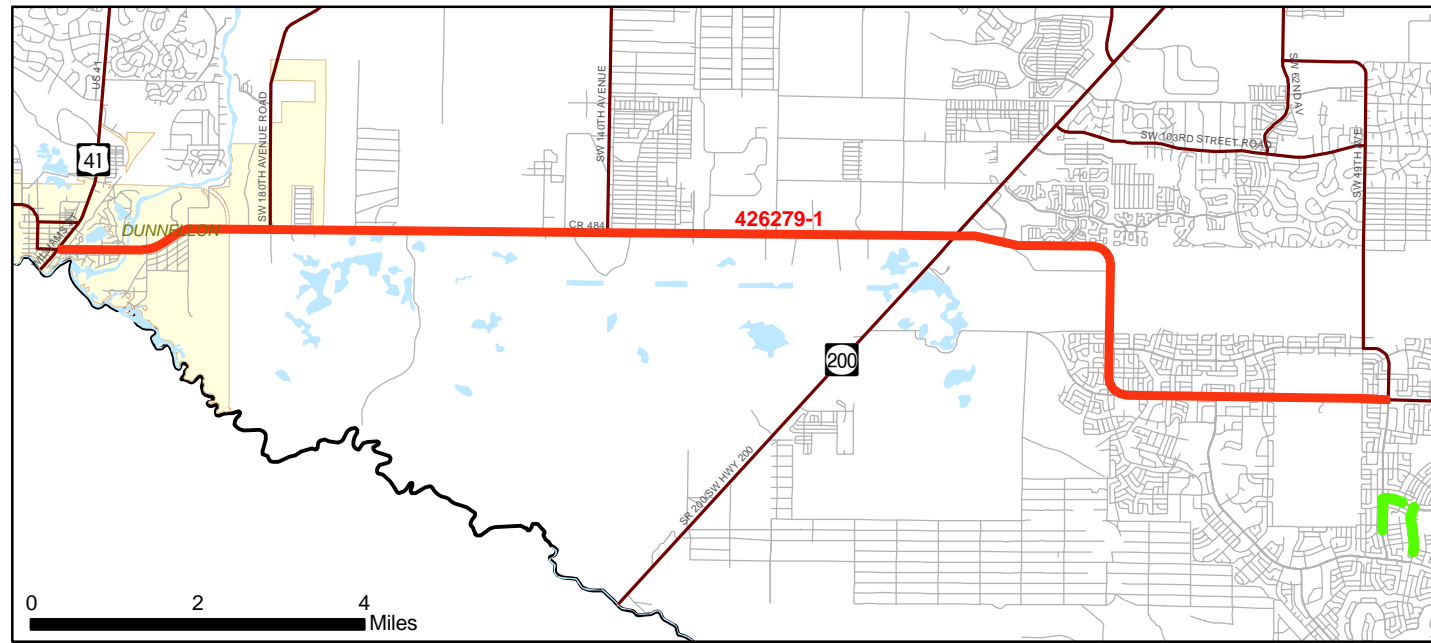 US 41
41
SW 180TH AVENUE ROAD
SW 140TH AVENUE
SW 62ND AV
SW 103RD STREET ROAD
SW 49TH AVE
DUNNELLON
CR 484
426279-1
200
SR 200/SW HWY 200
0 2 4
Miles